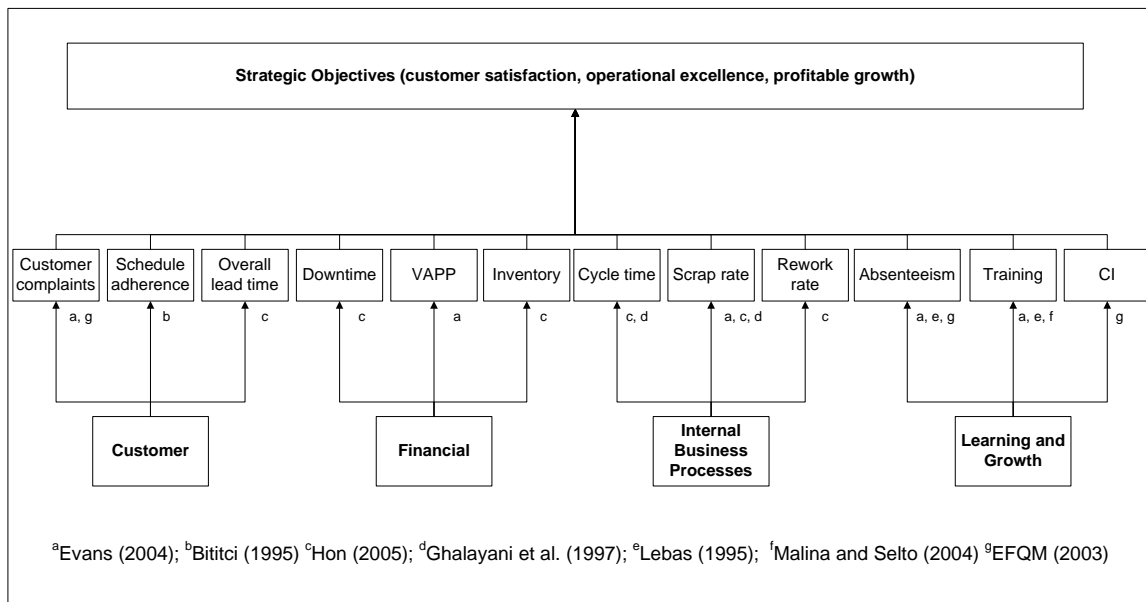 Strategic Objectives (customer satisfaction, operational excellence, profitable growth)
Customer
complaints
Schedule
adherence
Overall
lead time
Downtime
VAPP
Inventory
Cycle time
Scrap rate
Rework
rate
Absenteeism
Training
CI
a, g
b
c
c
a
c
c, d
a, c, d
c
a, e, g
a, e, f
g
Customer
Financial
Internal
Business
Processes
Learning and
Growth
aEvans (2004); bBititci (1995) cHon (2005); dGhalayani et al. (1997); eLebas (1995); fMalina and Selto (2004) gEFQM (2003)